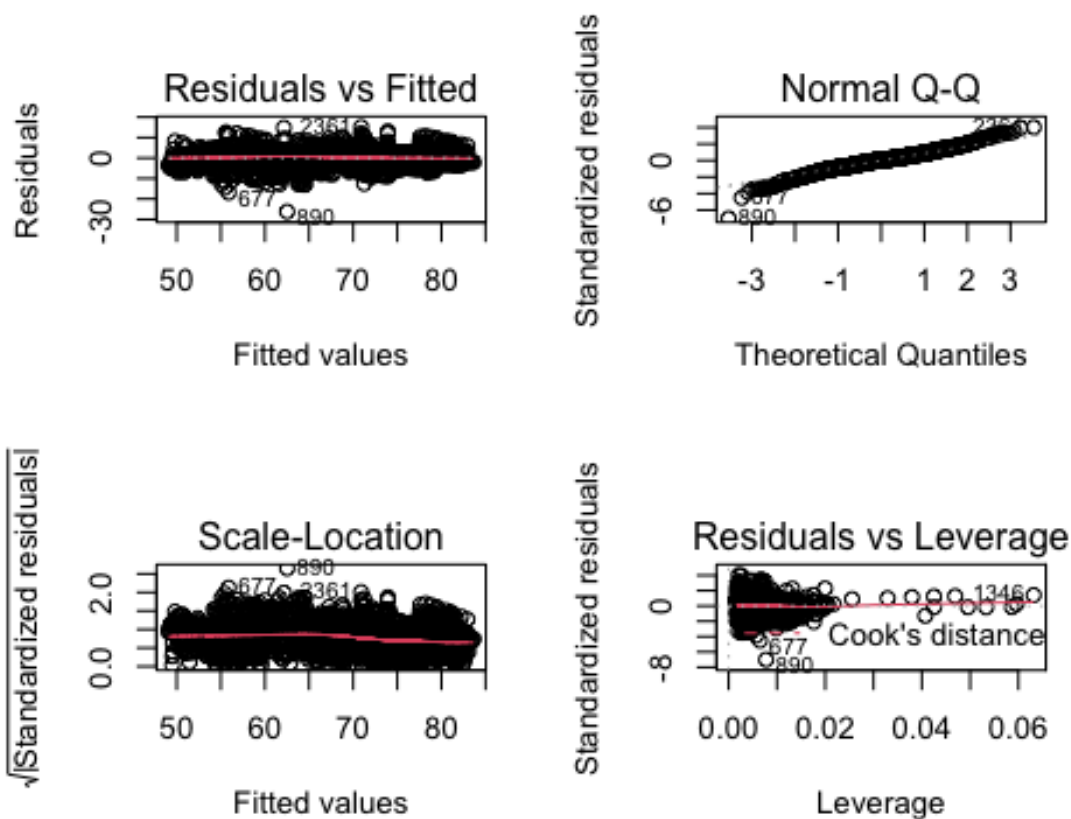 Residuals vs Fitted
Residuals
0
-30
2361
677
890
50 60 70 80
Fitted values
Normal Q-Q
Standardized residuals
0
-6
890
-3 -1 1 2 3
Theoretical Quantiles
Scale-Location
√|Standardized residuals|
2.0
0.0
890
677
2361
50 60 70 80
Fitted values
Residuals vs Leverage
Standardized residuals
0
-8
1346
Cook's distance
677
890
0.00 0.02 0.04 0.06
Leverage